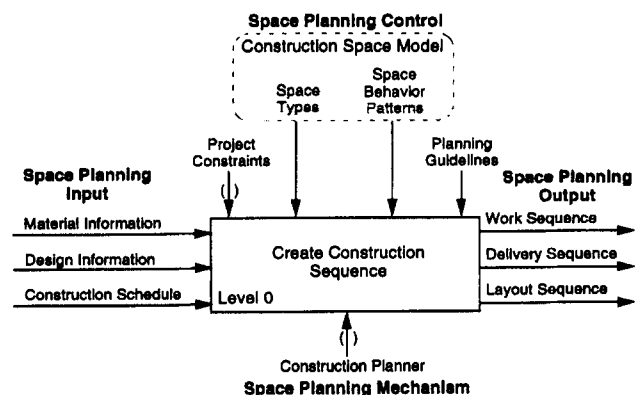 Space Planning Control
Construction Space Model
Space
Types
Space
Behavior
Patterns
Project
Constraints
Planning
Guidelines
Space Planning
Input
Space Planning
Output
Material Information
Design Information
Construction Schedule
Create Construction
Sequence
Level 0
Work Sequence
Delivery Sequence
Layout Sequence
Construction Planner
Space Planning Mechanism